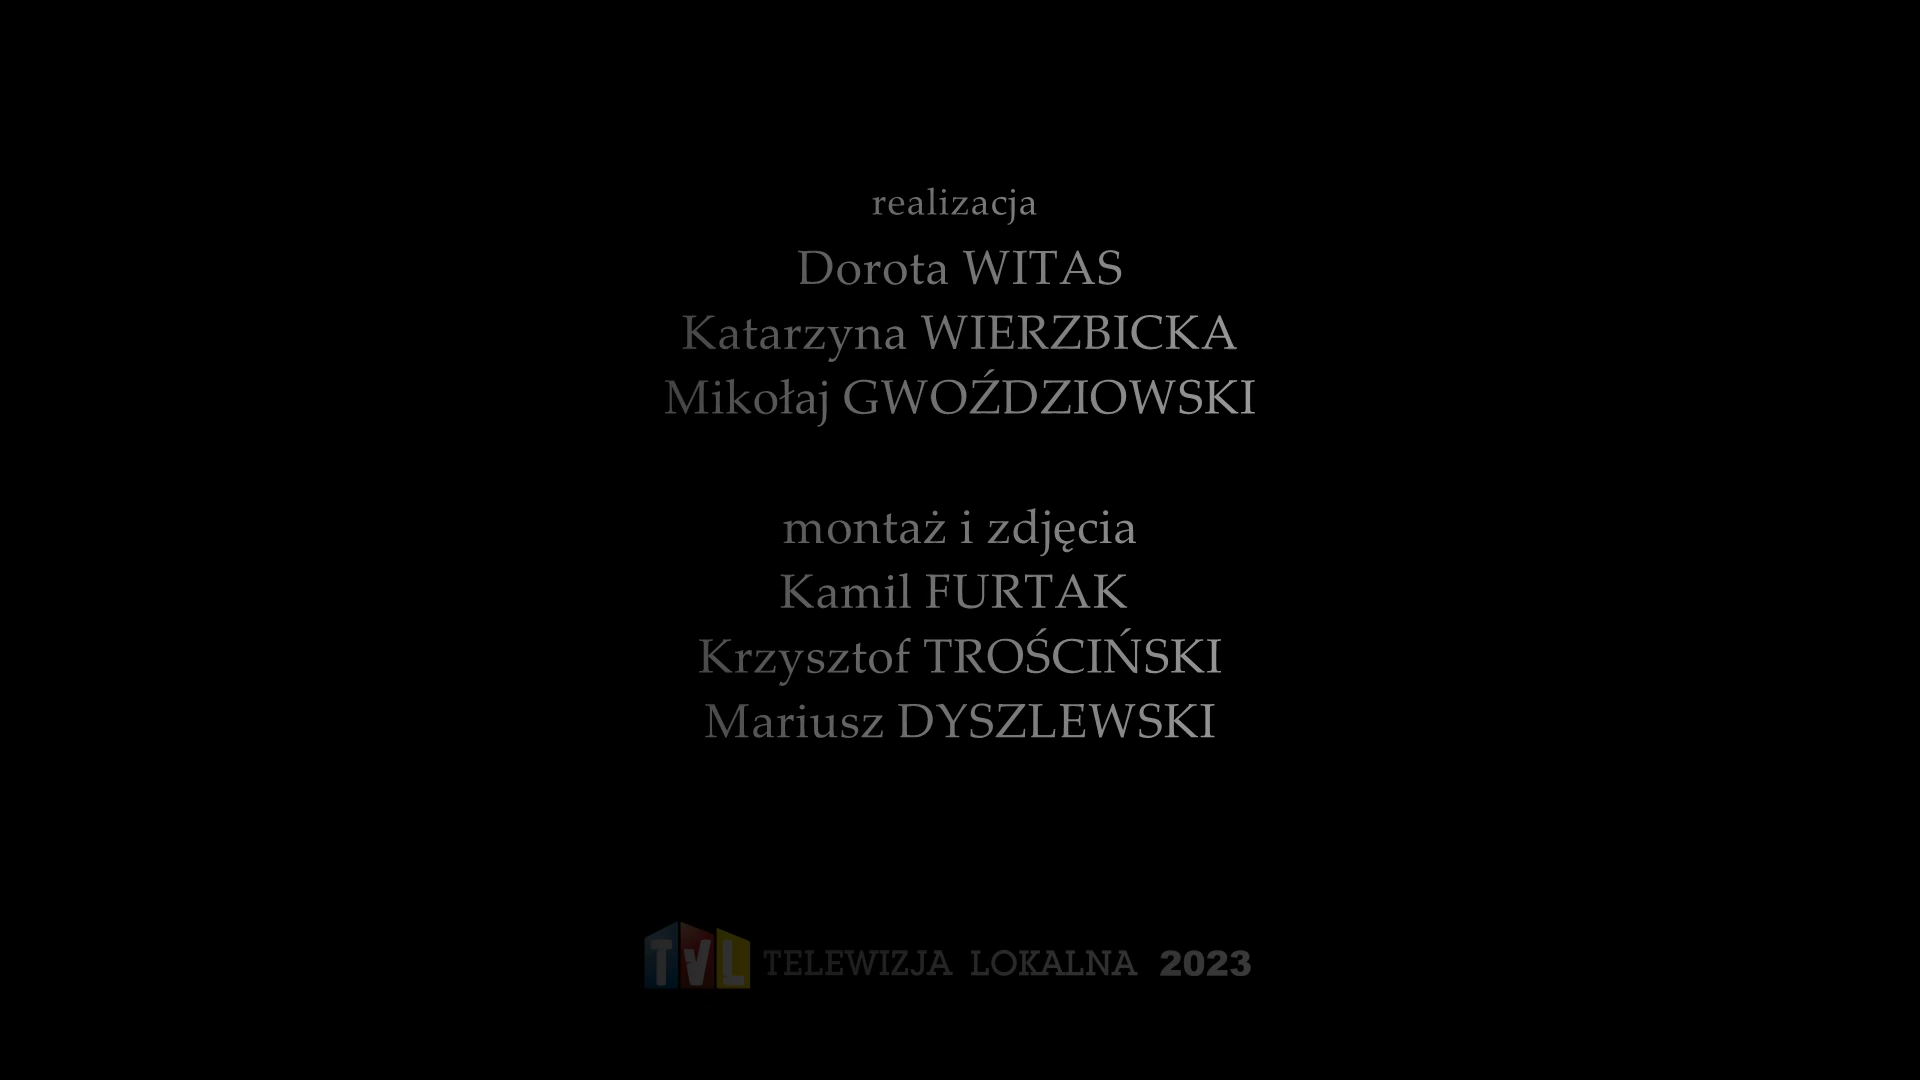 realizacja
Dorota WITAS
Katarzyna WIERZBICKA
Mikołaj GWOŹDZIOWSKI
montaż i zdjęcia
Kamil FURTAK
Krzysztof TROŚCIŃSKI
Mariusz DYSZLEWSKI
TVL TELEWIZJA LOKALNA 2023